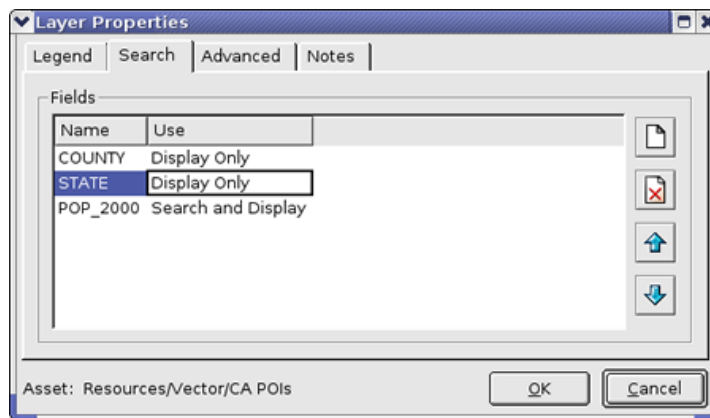 Layer Properties
Legend Search Advanced Notes
Fields
Name Use
COUNTY Display Only
STATE Display Only
POP_2000 Search and Display
Asset: Resources/Vector/CA POIs OK Cancel